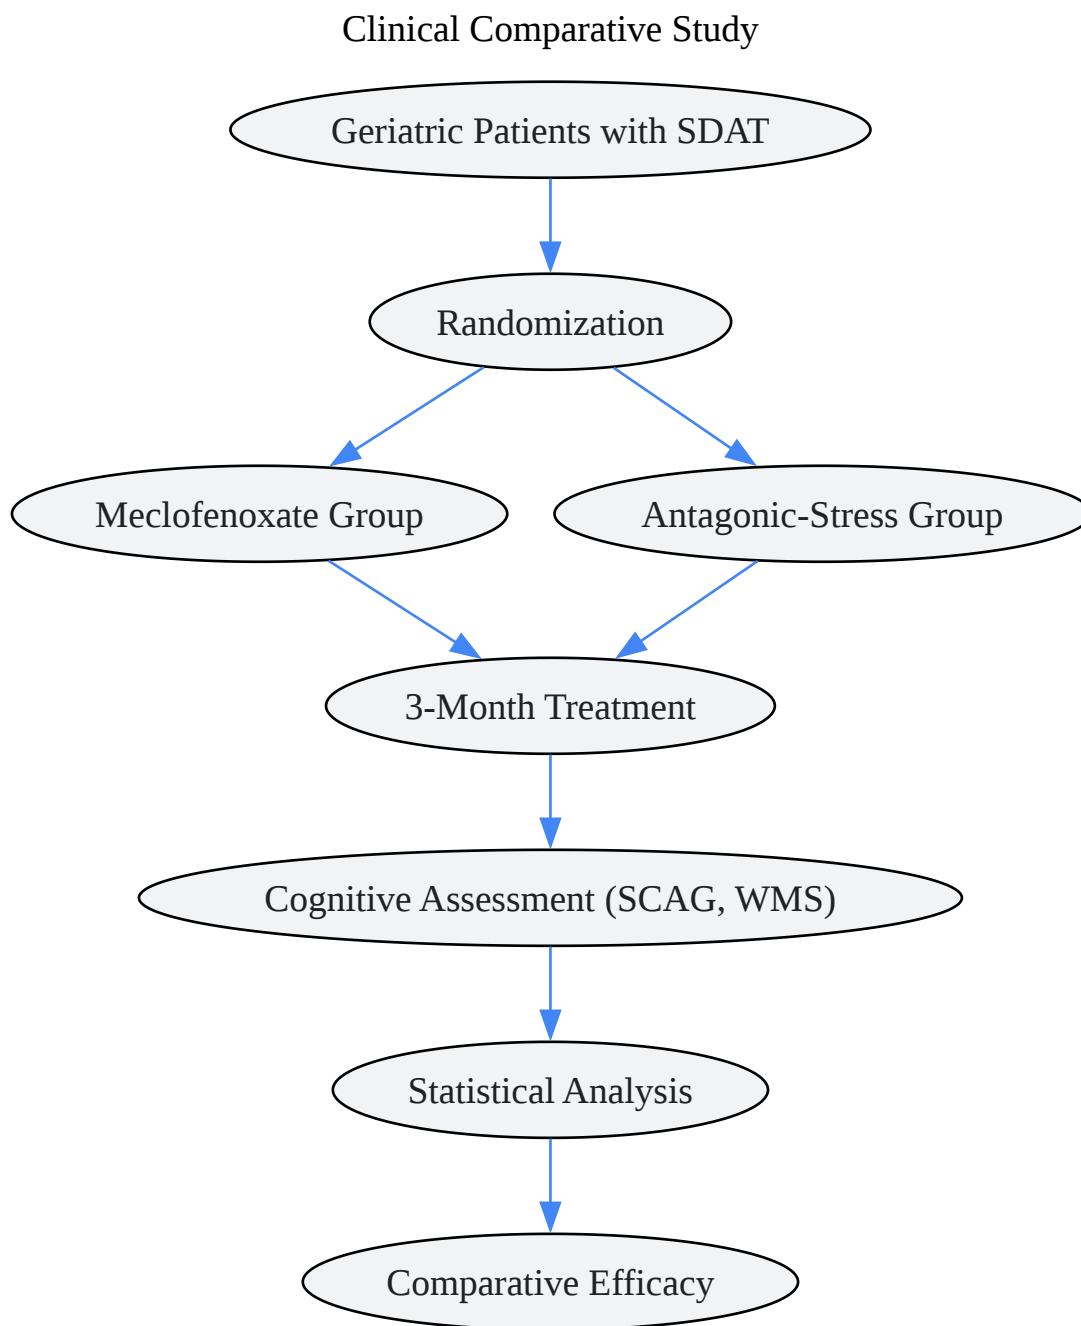 Clinical Comparative Study
Geriatric Patients with SDAT
Randomization
Meclofenoxate Group
Antagonic-Stress Group
3-Month Treatment
Cognitive Assessment (SCAG, WMS)
Statistical Analysis
Comparative Efficacy